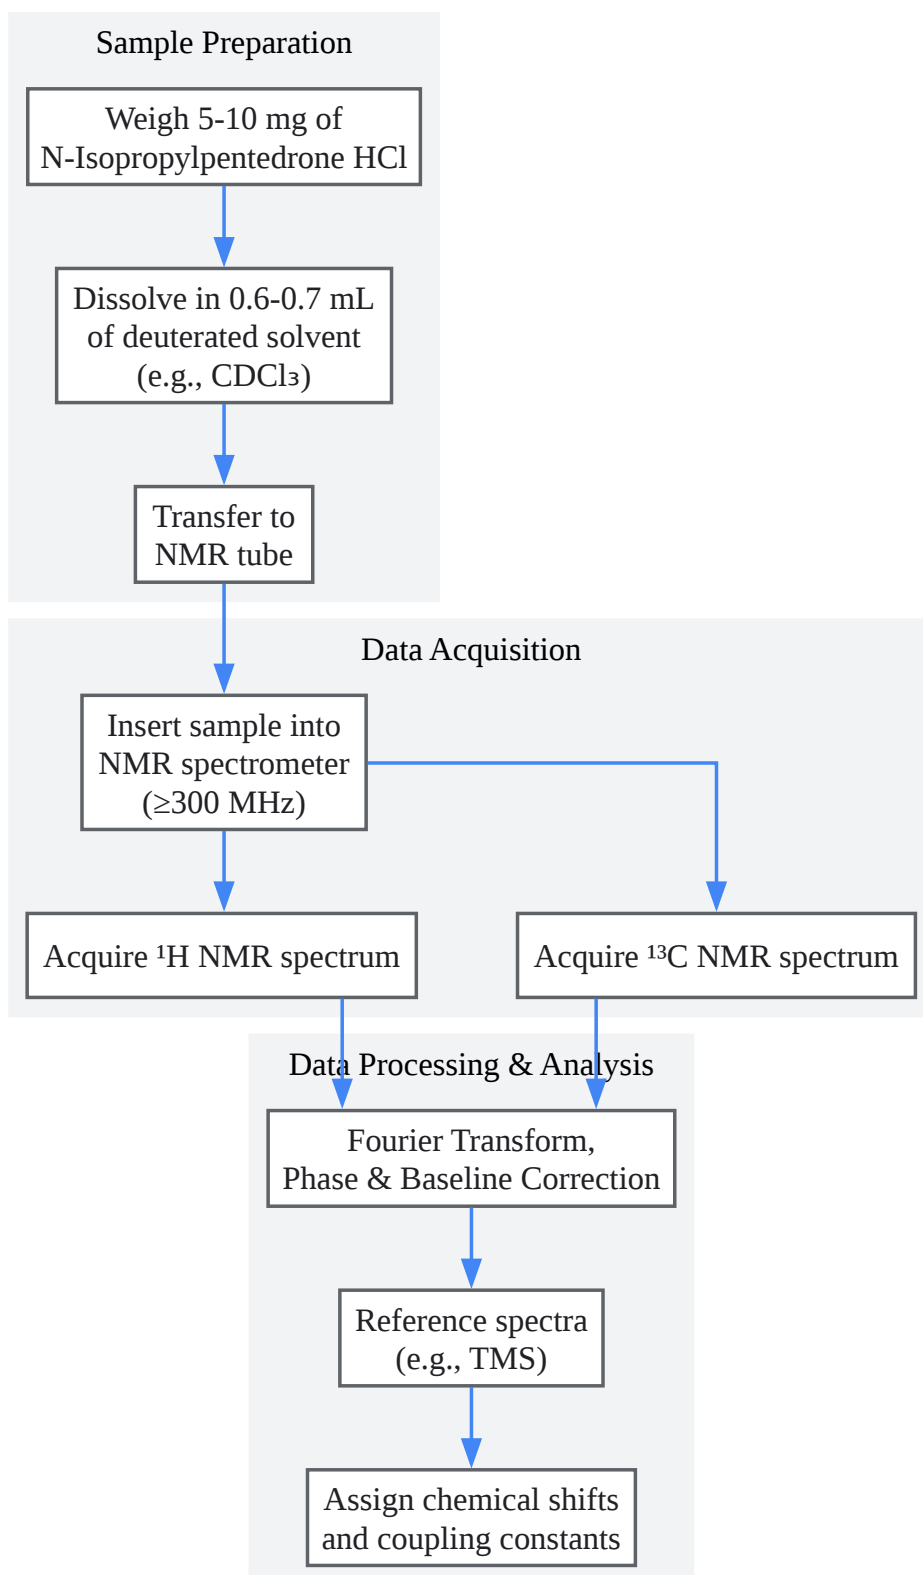 Sample Preparation
Weigh 5-10 mg of
N-Isopropylpentedrone HCl
Dissolve in 0.6-0.7 mL
of deuterated solvent
(e.g., CDCl₃)
Transfer to
NMR tube
Data Acquisition
Insert sample into
NMR spectrometer
(≥300 MHz)
Acquire ¹H NMR spectrum
Acquire ¹³C NMR spectrum
Data Processing & Analysis
Fourier Transform,
Phase & Baseline Correction
Reference spectra
(e.g., TMS)
Assign chemical shifts
and coupling constants